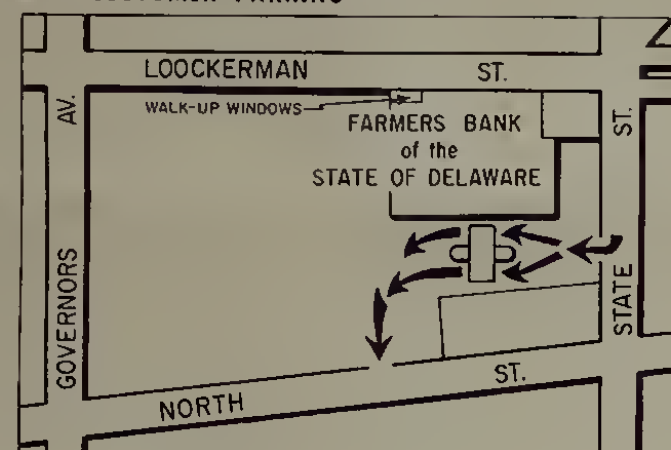 LOOCKERMAN ST.
WALK-UP WINDOWS
FARMERS BANK
of the
STATE OF DELAWARE
GOVERNORS AV.
STATE ST.
NORTH ST.